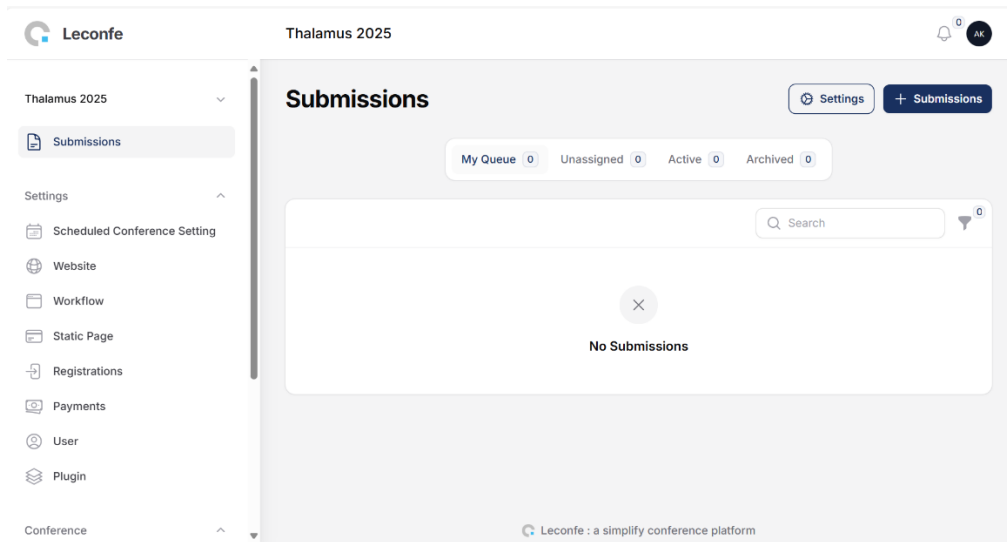 Leconfe
Thalamus 2025
0
AK
Thalamus 2025
Submissions
Settings
Scheduled Conference Setting
Website
Workflow
Static Page
Registrations
Payments
User
Plugin
Conference
Submissions
Settings
+ Submissions
My Queue 0 Unassigned 0 Active 0 Archived 0
Search
0
No Submissions
Leconfe : a simplify conference platform